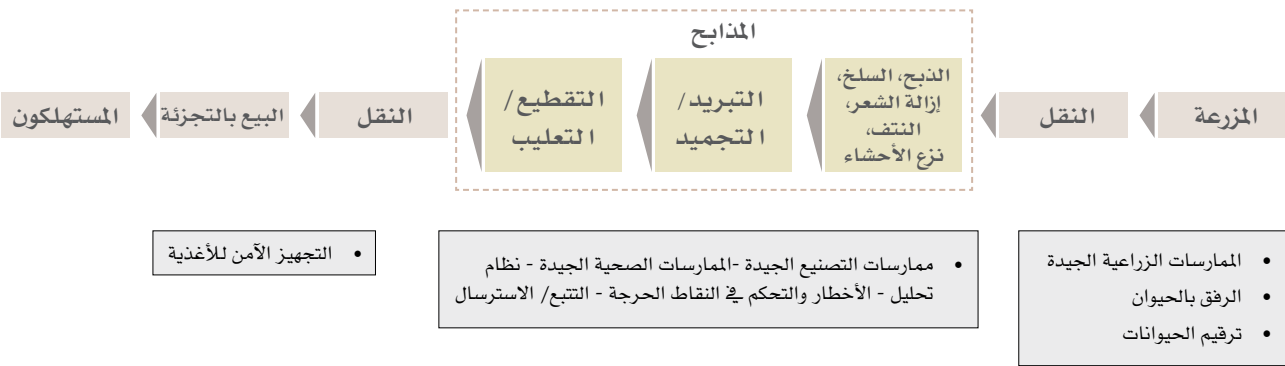 المذابح
المزرعة
النقل
الذبح، السلخ،
إزالة الشعر،
النتف،
نزع الأحشاء
التبريد/
التجميد
التقطيع/
التعليب
النقل
البيع بالتجزئة
المستهلكون
• الممارسات الزراعية الجيدة
• الرفق بالحيوان
• ترقيم الحيوانات
• ممارسات التصنيع الجيدة -الممارسات الصحية الجيدة - نظام
تحليل - الأخطار والتحكم في النقاط الحرجة - التتبع/ الاسترسال
• التجهيز الآمن للأغذية